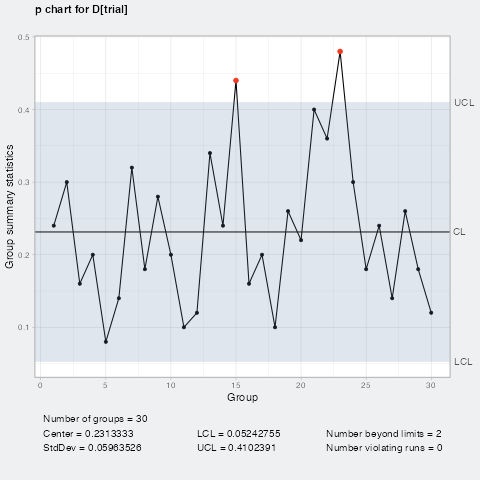 p chart for D[trial]
0.5
0.4
0.3
0.2
0.1
Group summary statistics
UCL
CL
LCL
0 5 10 15 20 25 30
Group
Number of groups = 30
Center = 0.2313333 LCL = 0.05242755 Number beyond limits = 2
StdDev = 0.05963526 UCL = 0.4102391 Number violating runs = 0